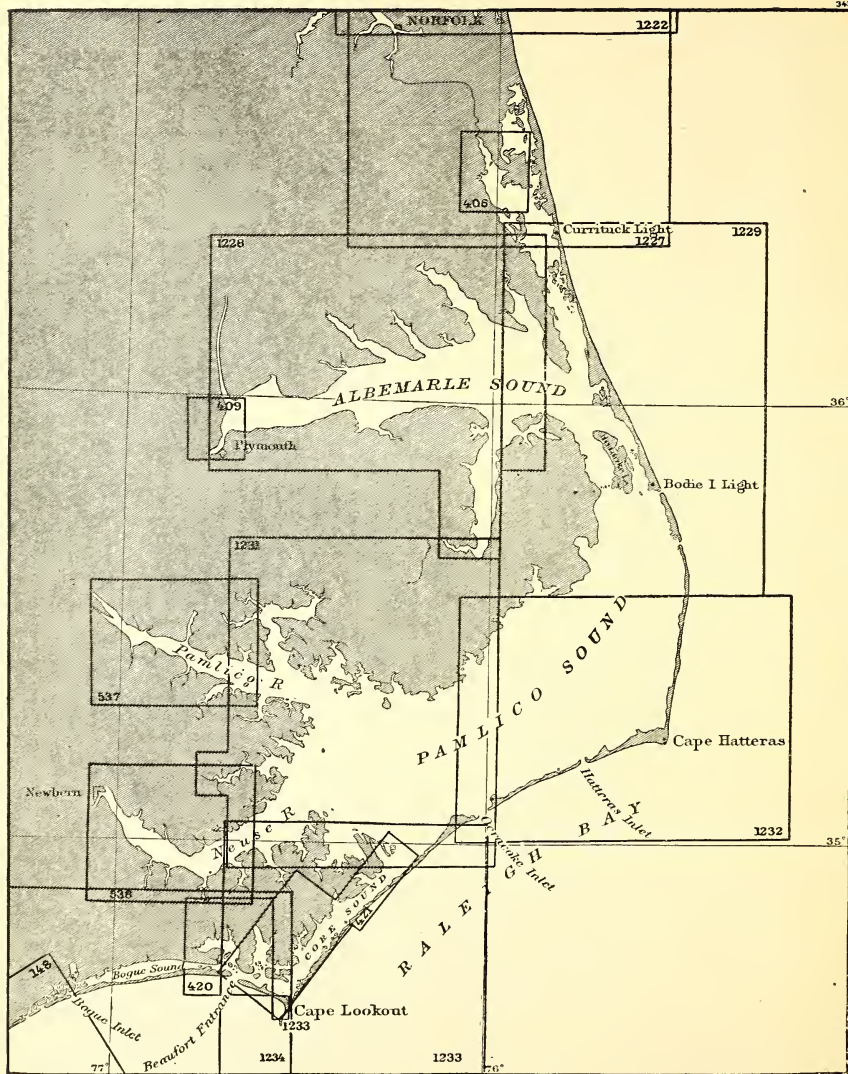 NORFOLK
1222
406
Currituck Light
1227
1229
1228
ALBEMARLE SOUND
36°
409
Plymouth
Bodie I Light
1231
Pamlico R
537
PAMLICO SOUND
Cape Hatteras
Hatteras Inlet
Newbern
Neuse R
Ocracoke Inlet
1232
35°
RALEIGH BAY
538
CORE SOUND
421
148
Bogue Sound
420
Bogue Inlet
Beaufort Entrance
Cape Lookout
1233
1234
1233
77°
76°